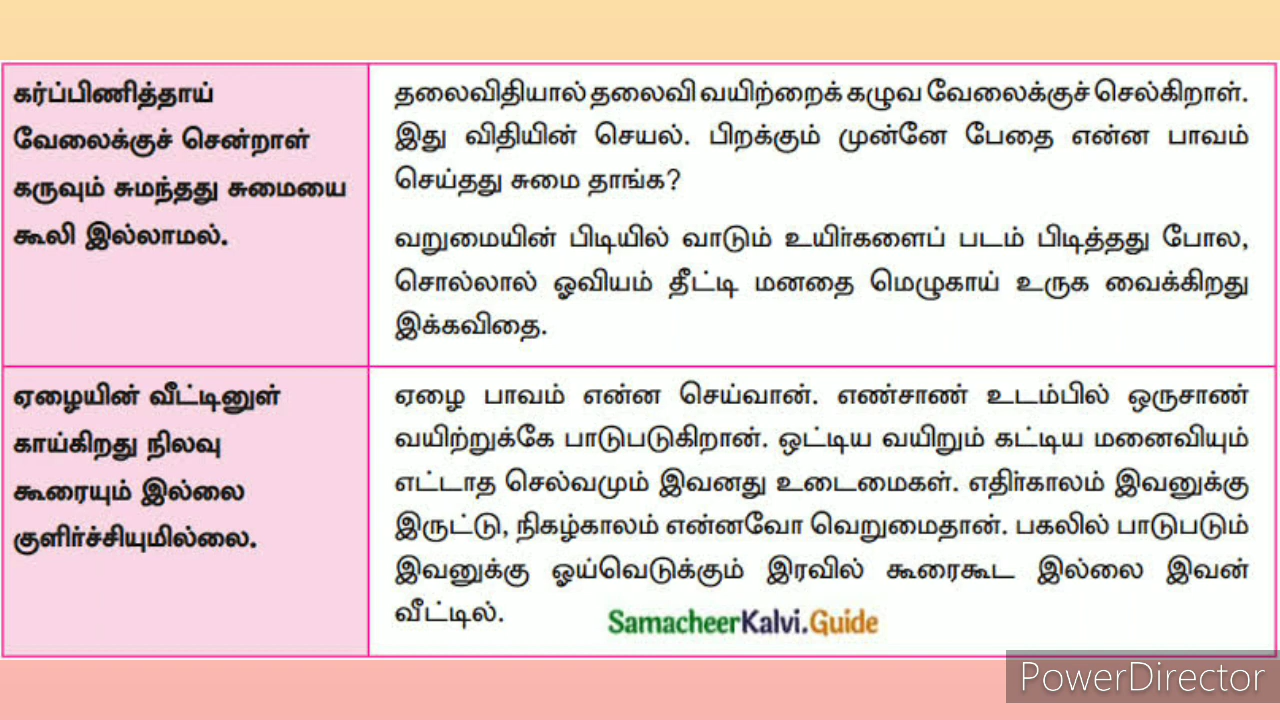 கர்ப்பிணித்தாய்
வேலைக்குச் சென்றாள்
கருவும் சுமந்தது சுமையை
கூலி இல்லாமல்.
தலைவிதியால் தலைவி வயிற்றைக் கழுவ வேலைக்குச் செல்கிறாள்.
இது விதியின் செயல். பிறக்கும் முன்னே பேதை என்ன பாவம்
செய்தது சுமை தாங்க?
வறுமையின் பிடியில் வாடும் உயிர்களைப் படம் பிடித்தது போல,
சொல்லால் ஓவியம் தீட்டி மனதை மெழுகாய் உருக வைக்கிறது
இக்கவிதை.
ஏழையின் வீட்டினுள்
காய்கிறது நிலவு
கூரையும் இல்லை
குளிர்ச்சியுமில்லை.
ஏழை பாவம் என்ன செய்வான். எண்சாண் உடம்பில் ஒருசாண்
வயிற்றுக்கே பாடுபடுகிறான். ஒட்டிய வயிறும் கட்டிய மனைவியும்
எட்டாத செல்வமும் இவனது உடைமைகள். எதிர்காலம் இவனுக்கு
இருட்டு, நிகழ்காலம் என்னவோ வெறுமைதான். பகலில் பாடுபடும்
இவனுக்கு ஓய்வெடுக்கும் இரவில் கூரைகூட இல்லை இவன்
வீட்டில்.
SamacheerKalvi.Guide
PowerDirector